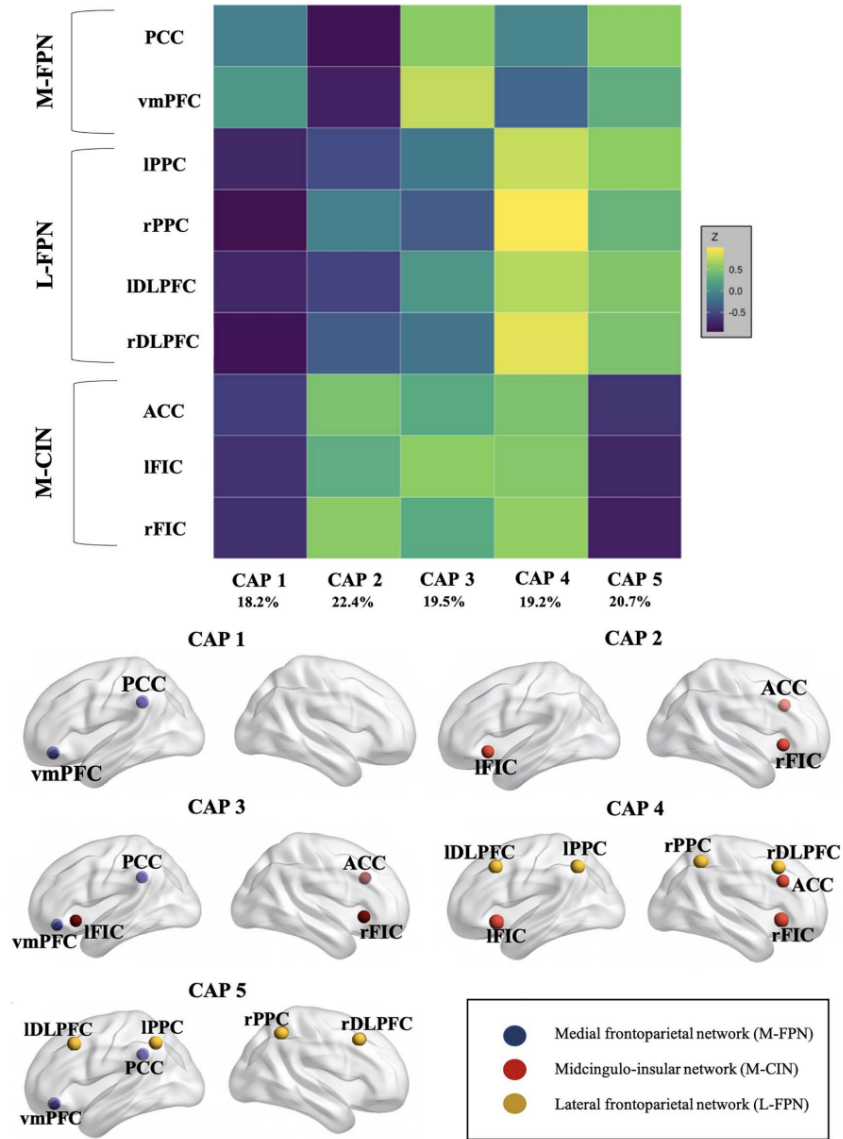 M-FPN
PCC
vmPFC
L-FPN
lPPC
rPPC
lDLPFC
rDLPFC
M-CIN
ACC
lFIC
rFIC
Z
0.5
0.0
-0.5
CAP 1 CAP 2 CAP 3 CAP 4 CAP 5
18.2% 22.4% 19.5% 19.2% 20.7%
CAP 1
PCC
vmPFC
CAP 2
ACC
lFIC
rFIC
CAP 3
PCC
ACC
vmPFC
lFIC
rFIC
CAP 4
lDLPFC
lPPC
rPPC
rDLPFC
ACC
lFIC
rFIC
CAP 5
lDLPFC
lPPC
rPPC
rDLPFC
PCC
vmPFC
Medial frontoparietal network (M-FPN)
Midcingulo-insular network (M-CIN)
Lateral frontoparietal network (L-FPN)